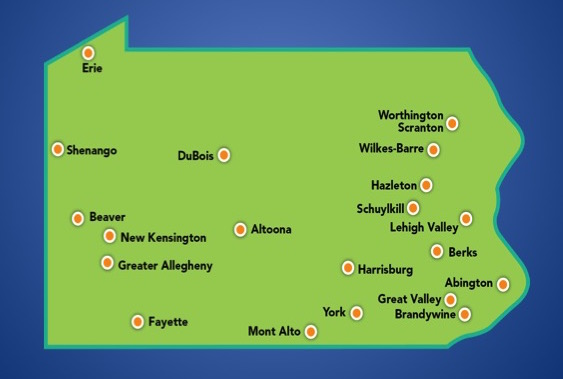 Erie
Worthington
Scranton
Wilkes-Barre
Shenango
DuBois
Hazleton
Schuylkill
Lehigh Valley
Beaver
New Kensington
Altoona
Berks
Greater Allegheny
Harrisburg
Abington
Great Valley
Brandywine
York
Fayette
Mont Alto